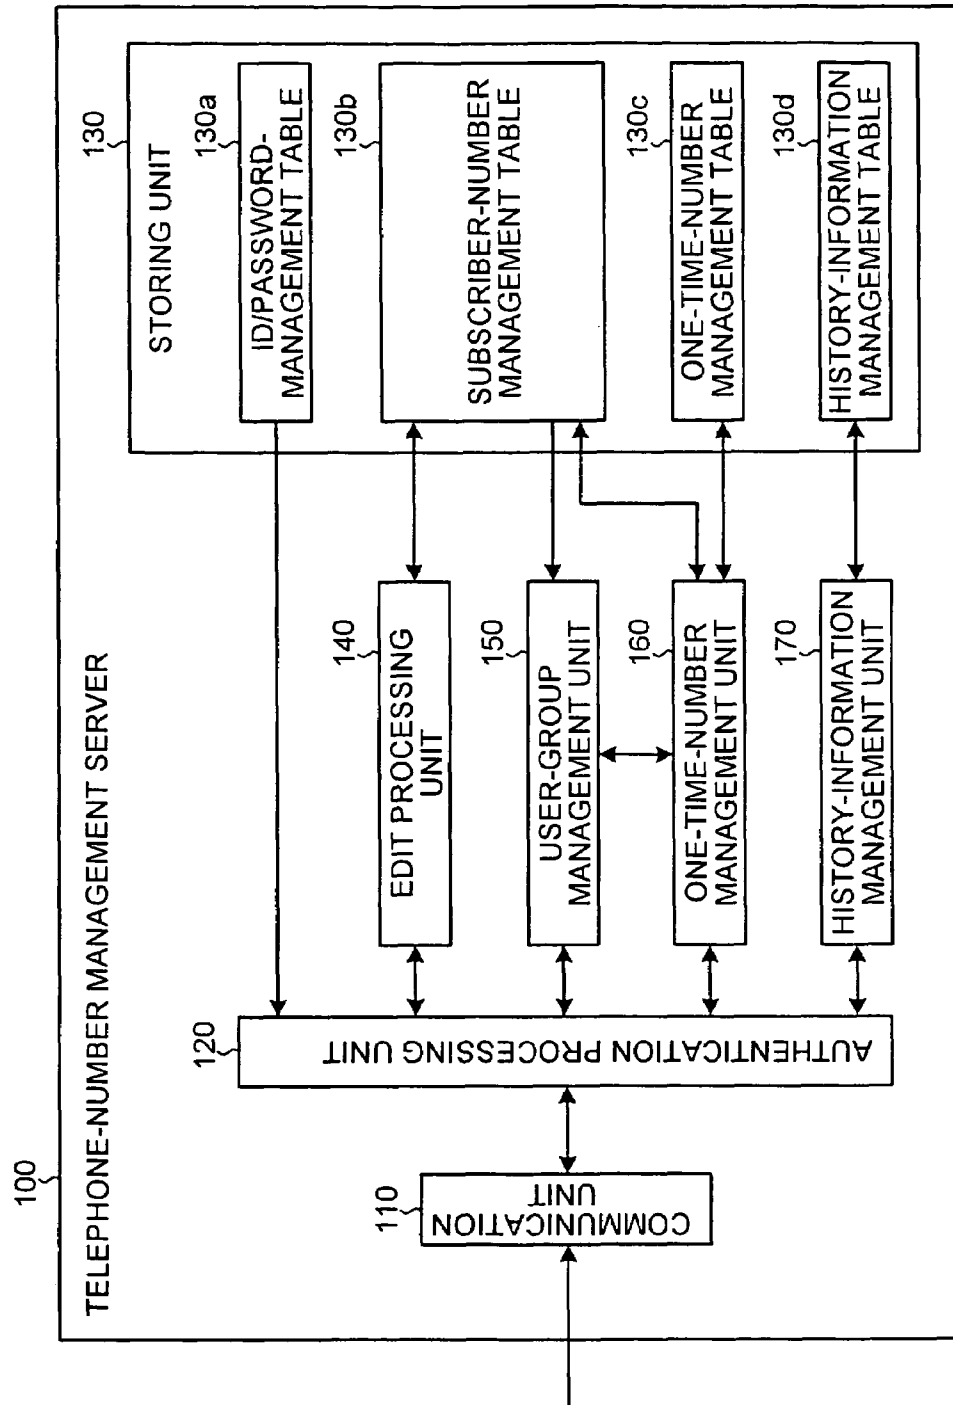 100
TELEPHONE-NUMBER MANAGEMENT SERVER
110
COMMUNICATION
UNIT
120
AUTHENTICATION PROCESSING UNIT
140
EDIT PROCESSING
UNIT
150
USER-GROUP
MANAGEMENT UNIT
160
ONE-TIME-NUMBER
MANAGEMENT UNIT
170
HISTORY-INFORMATION
MANAGEMENT UNIT
130
STORING UNIT
130a
ID/PASSWORD-
MANAGEMENT TABLE
130b
SUBSCRIBER-NUMBER
MANAGEMENT TABLE
130c
ONE-TIME-NUMBER
MANAGEMENT TABLE
130d
HISTORY-INFORMATION
MANAGEMENT TABLE